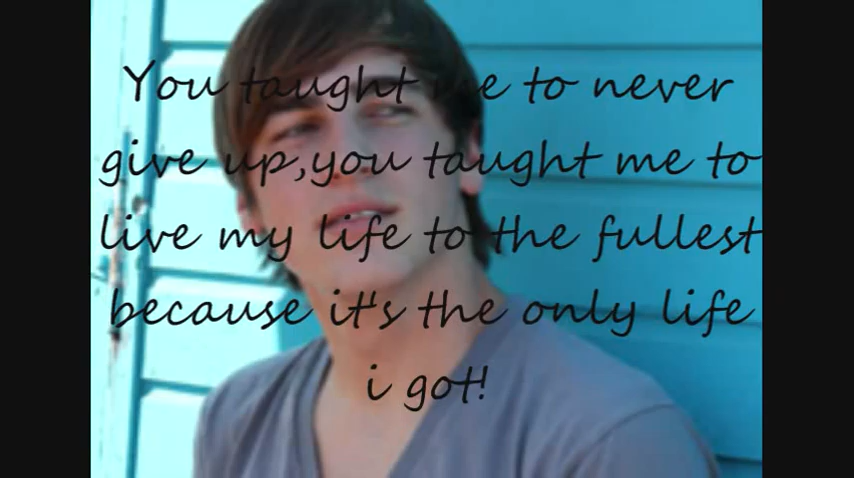 You taught me to never
give up,you taught me to
live my life to the fullest
because it's the only life
i got!